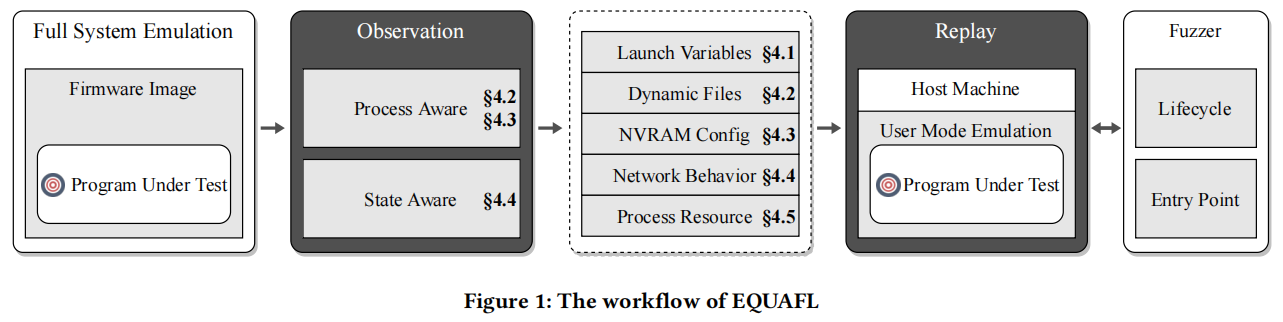 Full System Emulation
Firmware Image
Program Under Test
Observation
Process Aware §4.2
§4.3
State Aware §4.4
Launch Variables §4.1
Dynamic Files §4.2
NVRAM Config §4.3
Network Behavior §4.4
Process Resource §4.5
Replay
Host Machine
User Mode Emulation
Program Under Test
Fuzzer
Lifecycle
Entry Point
Figure 1: The workflow of EQUAFL